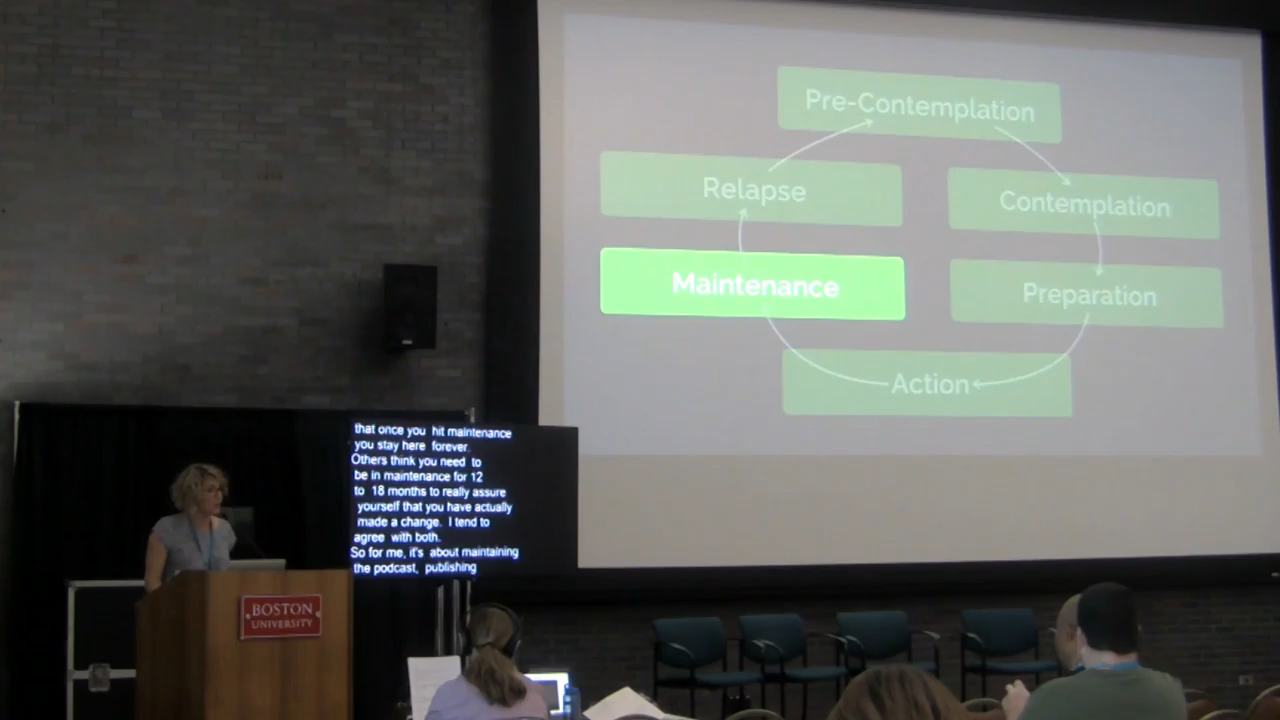 Pre-Contemplation
Relapse
Contemplation
Maintenance
Preparation
Action
that once you hit maintenance
you stay here forever.
Others think you need to
be in maintenance for 12
to 18 months to really assure
yourself that you have actually
made a change. I tend to
agree with both.
So for me, it's about maintaining
the podcast, publishing
BOSTON
UNIVERSITY